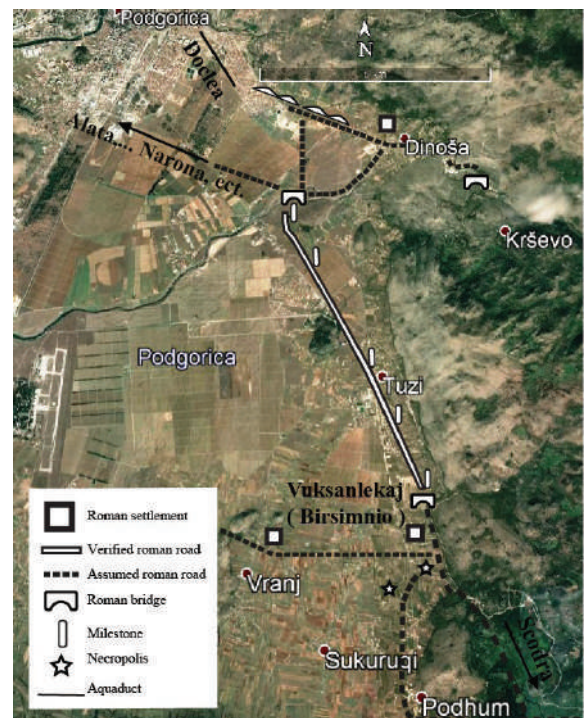 Podgorica
N
Doclea
Alata.... Narona. ect.
Dinoša
Krševo
Podgorica
Tuzi
Vuksanlekaj
( Birsimnio )
Vranj
Sukuruqi
Scodra
Podhum
Roman settlement
Verified roman road
Assumed roman road
Roman bridge
Milestone
Necropolis
Aquaduct